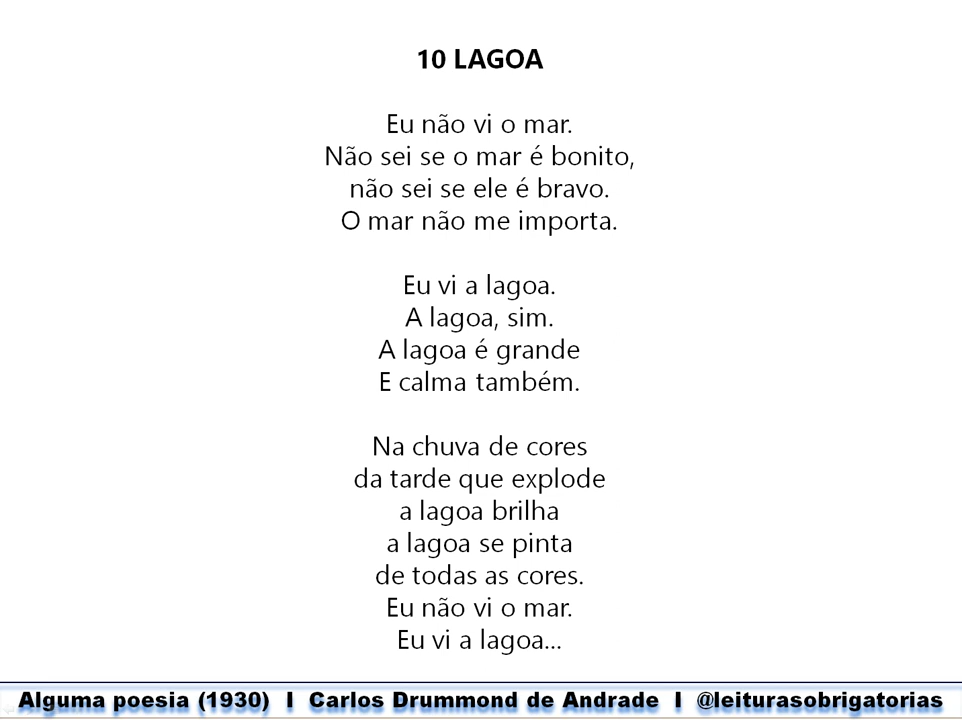 10 LAGOA
Eu não vi o mar.
Não sei se o mar é bonito,
não sei se ele é bravo.
O mar não me importa.
Eu vi a lagoa.
A lagoa, sim.
A lagoa é grande
E calma também.
Na chuva de cores
da tarde que explode
a lagoa brilha
a lagoa se pinta
de todas as cores.
Eu não vi o mar.
Eu vi a lagoa...
Alguma poesia (1930) I Carlos Drummond de Andrade I @leiturasobrigatorias